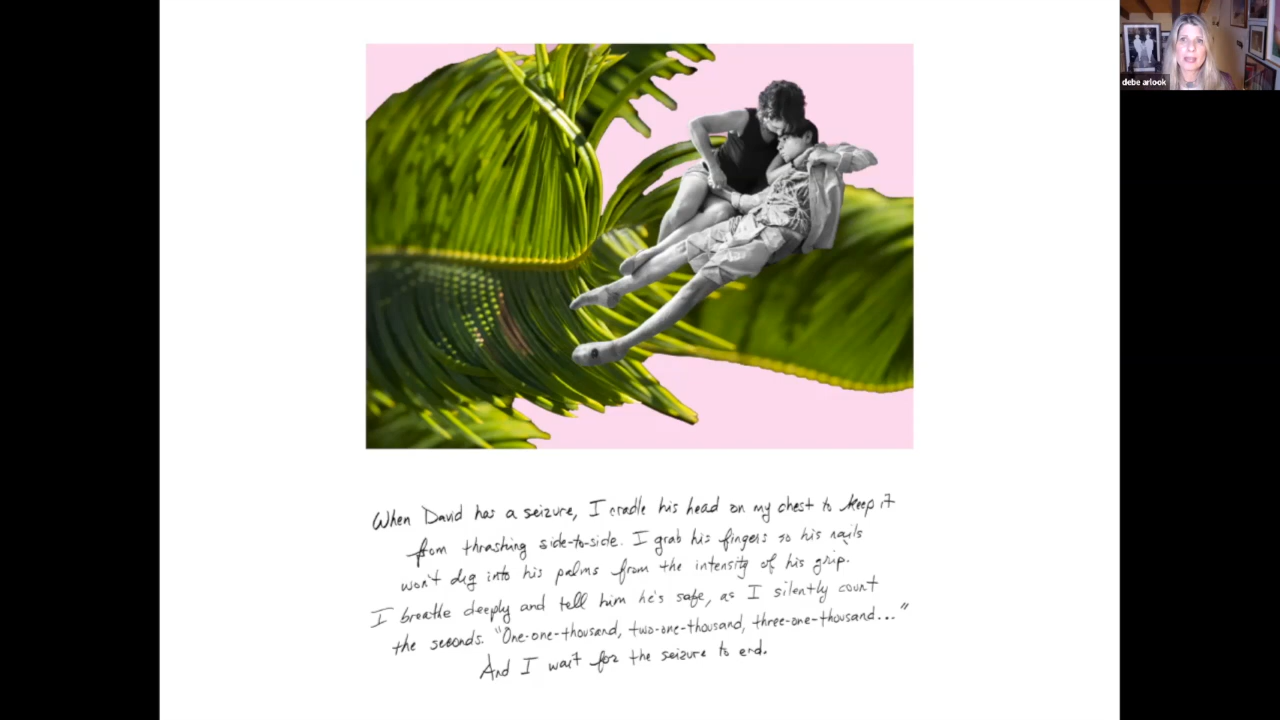 debe arlook
When David has a seizure, I cradle his head on my chest to keep it
from thrashing side-to-side. I grab his fingers so his nails
won't dig into his palms from the intensity of his grip.
I breathe deeply and tell him he's safe, as I silently count
the seconds. "One-one-thousand, two-one-thousand, three-one-thousand..."
And I wait for the seizure to end.